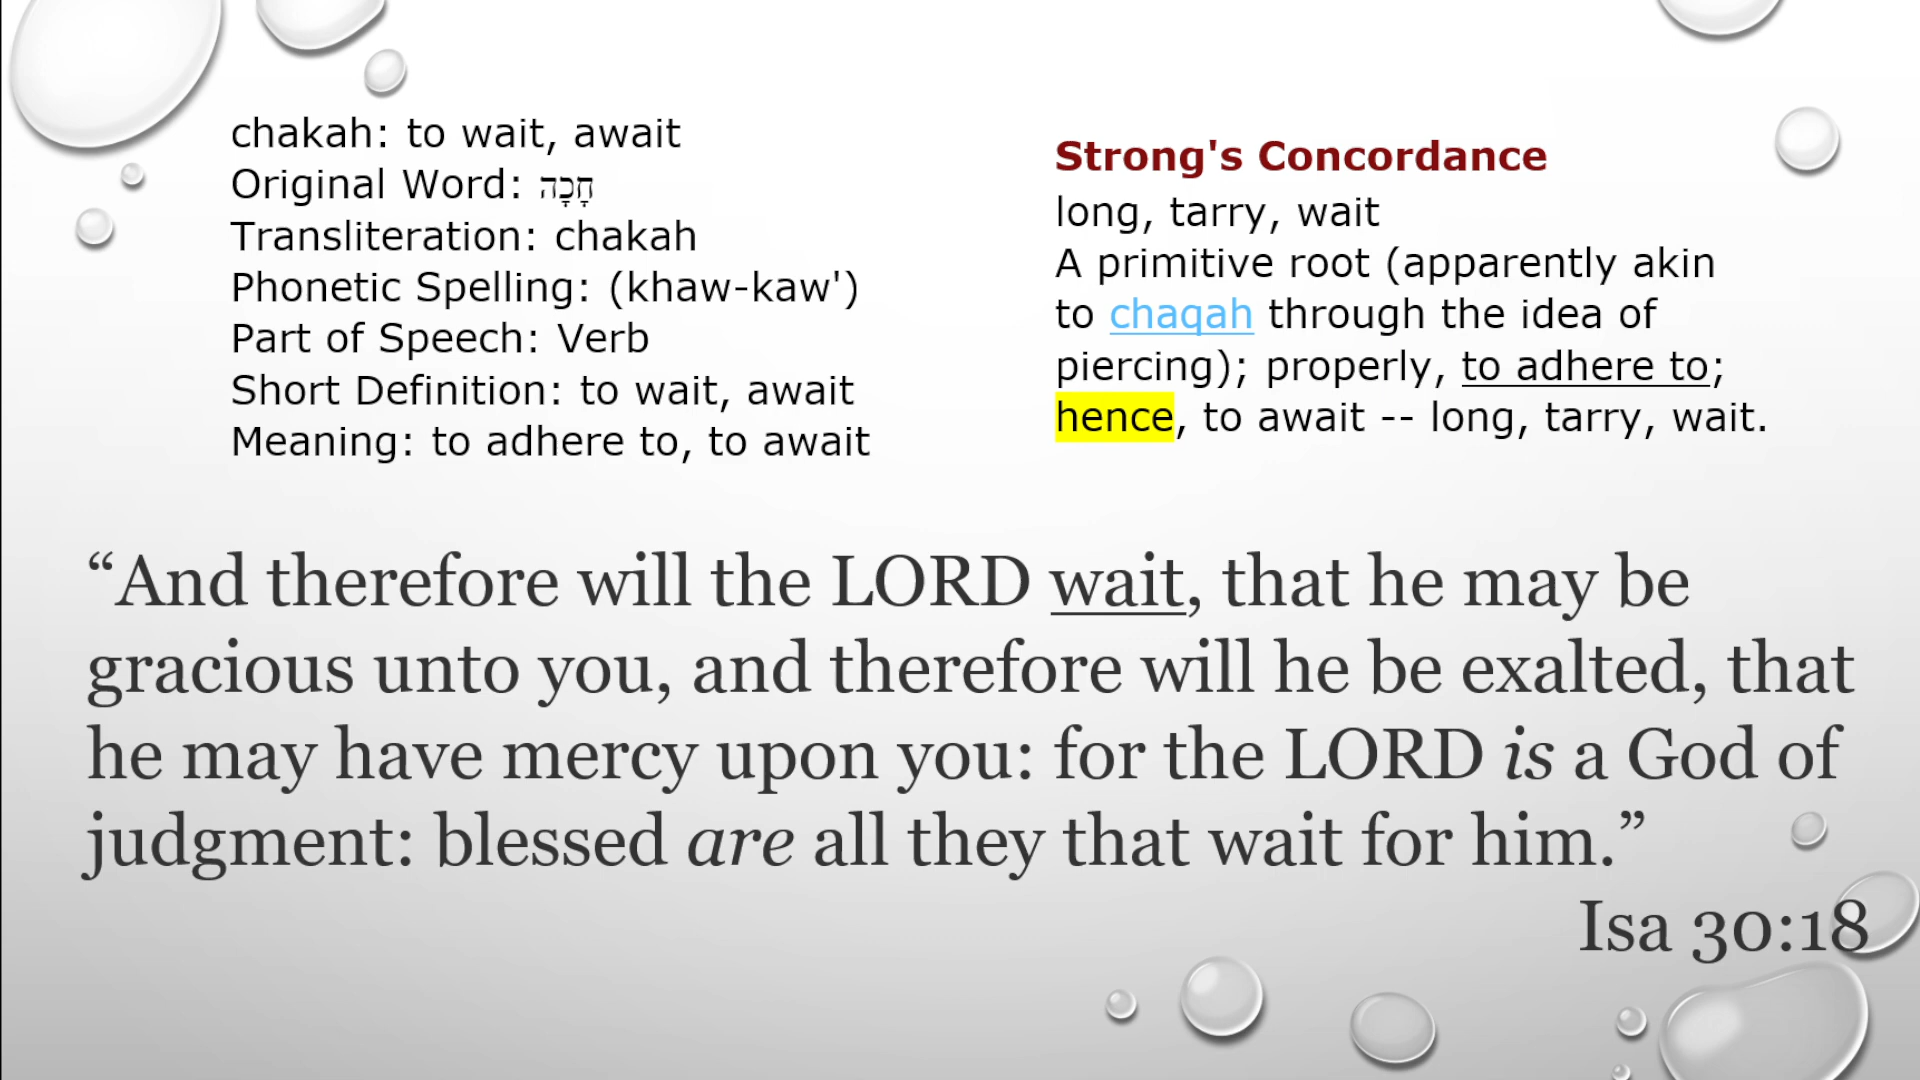 chakah: to wait, await
Original Word: חָכָה
Transliteration: chakah
Phonetic Spelling: (khaw-kaw')
Part of Speech: Verb
Short Definition: to wait, await
Meaning: to adhere to, to await
Strong's Concordance
long, tarry, wait
A primitive root (apparently akin
to chaqah through the idea of
piercing); properly, to adhere to;
hence, to await -- long, tarry, wait.
“And therefore will the LORD wait, that he may be
gracious unto you, and therefore will he be exalted, that
he may have mercy upon you: for the LORD is a God of
judgment: blessed are all they that wait for him.”
Isa 30:18